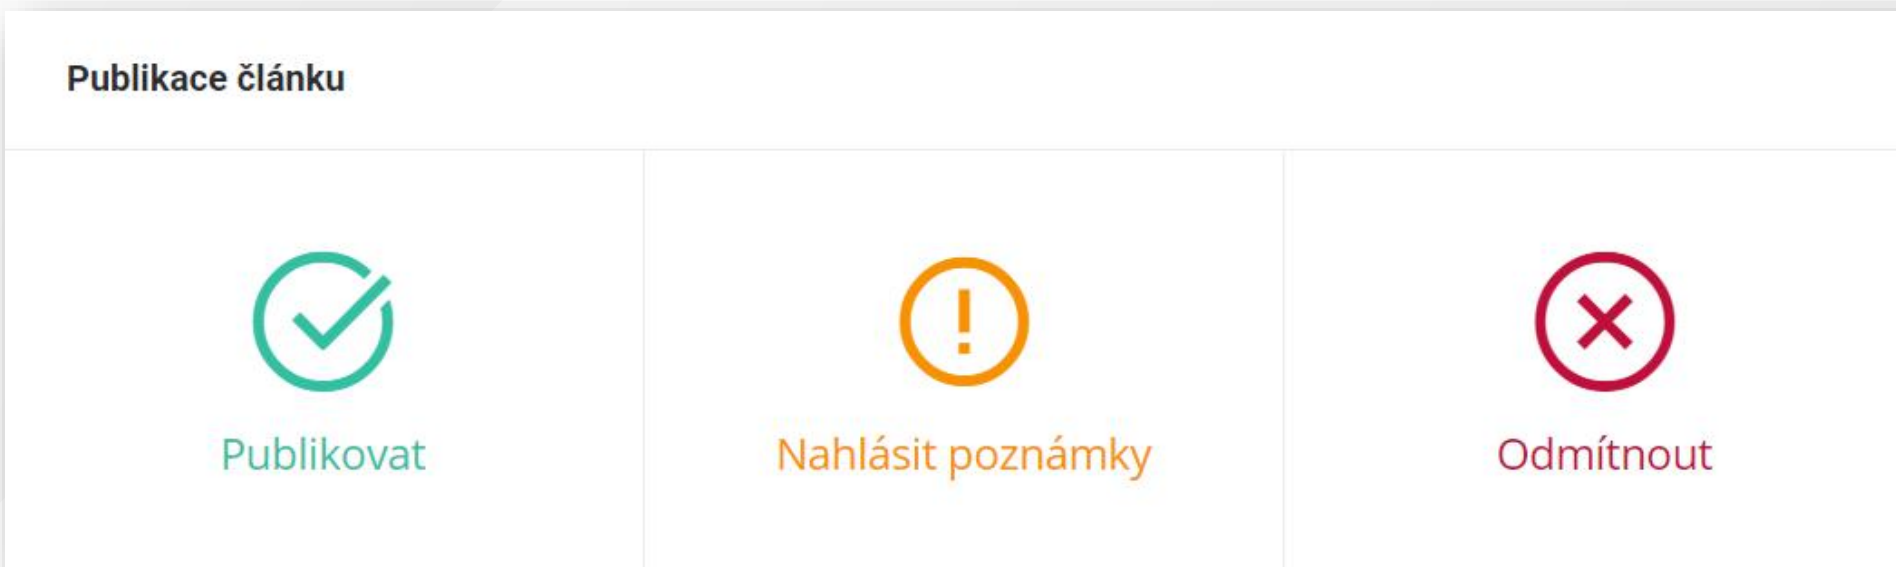 Publikace článku
Publikovat
Nahlásit poznámky
Odmítnout